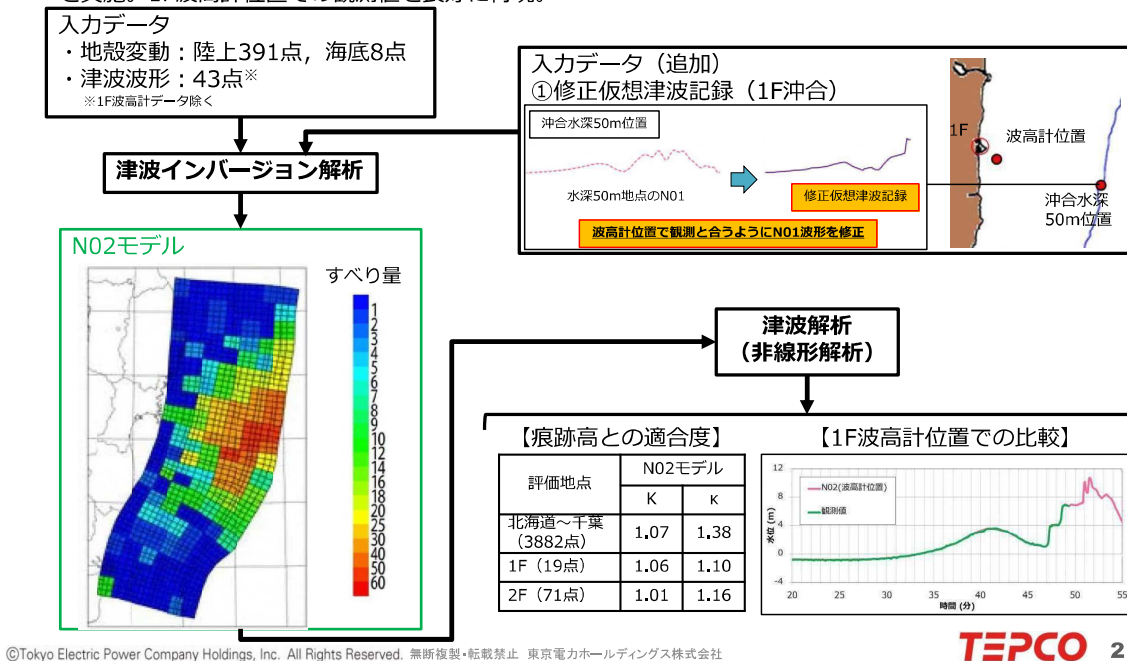 入力データ
・地殻変動：陸上391点，海底8点
・津波波形：43点※
※1F波高計データ除く
入力データ（追加）
①修正仮想津波記録（1F沖合）
沖合水深50m位置
水深50m地点のN01
修正仮想津波記録
波高計位置で観測と合うようにN01波形を修正
1F
波高計位置
沖合水深
50m位置
津波インバージョン解析
N02モデル
すべり量
1
2
3
4
5
6
7
8
9
10
12
14
16
18
20
25
30
40
50
60
津波解析
（非線形解析）
【痕跡高との適合度】
評価地点 N02モデル
K κ
北海道～千葉
（3882点） 1.07 1.38
1F（19点） 1.06 1.10
2F（71点） 1.01 1.16
【1F波高計位置での比較】
N02(波高計位置)
観測値
水位 (m)
12
8
4
0
-4
20 25 30 35 40 45 50 55
時間 (分)
©Tokyo Electric Power Company Holdings, Inc. All Rights Reserved. 無断複製・転載禁止 東京電力ホールディングス株式会社
TEPCO 2